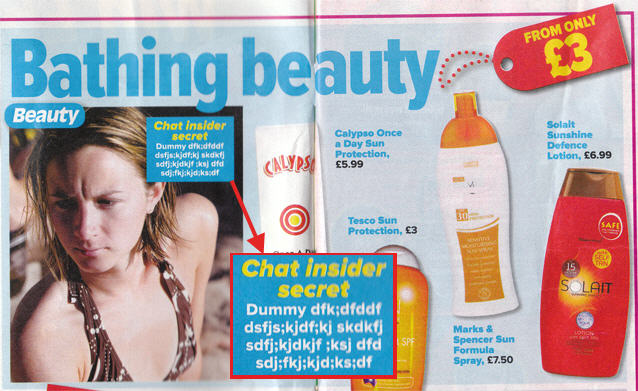 Bathing beauty
FROM ONLY
£3
Beauty
Chat insider
secret
Dummy dfk;dfddf
dsfjs;kjdf;kj skdkfj
sdfj;kjdkjf ;ksj dfd
sdj;fkj;kjd;ks;df
CALYPSO
Calypso Once
a Day Sun
Protection,
£5.99
Tesco Sun
Protection, £3
Chat insider
secret
Dummy dfk;dfddf
dsfjs;kjdf;kj skdkfj
sdfj;kjdkjf ;ksj dfd
sdj;fkj;kjd;ks;df
SPF
30
Marks &
Spencer Sun
Formula
Spray, £7.50
Solait
Sunshine
Defence
Lotion, £6.99
SAFE
SELF
TAN
15
SOLAIT
LOTION